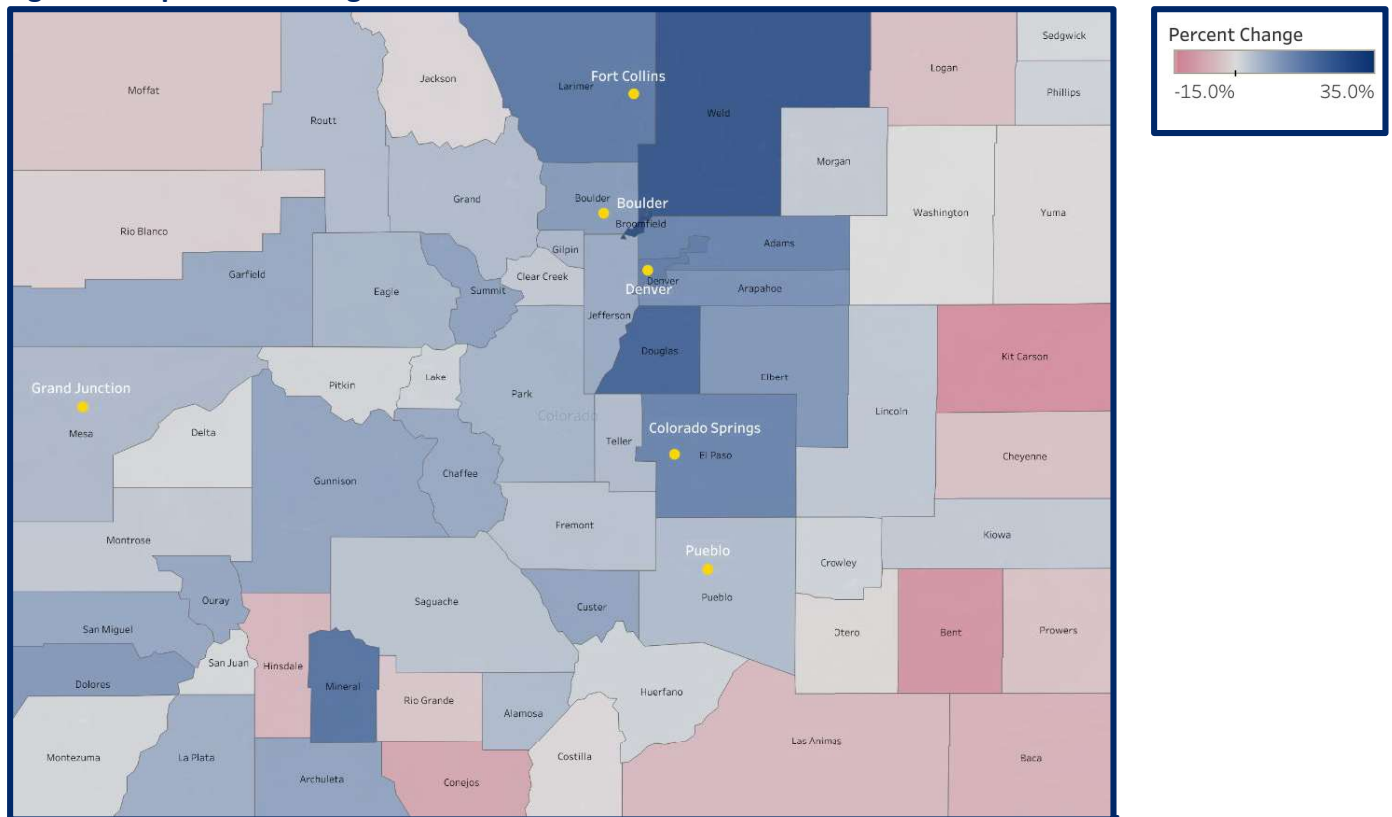 Percent Change
-15.0% 35.0%
Sedgwick
Logan
Phillips
Jackson
Fort Collins
Larimer
Moffat
Routt
Weld
Morgan
Grand
Boulder
Boulder
Broomfield
Washington
Yuma
Rio Blanco
Gilpin
Adams
Garfield
Clear Creek
Denver
Denver
Arapahoe
Eagle
Summit
Jefferson
Douglas
Kit Carson
Grand Junction
Pitkin
Lake
Park
Elbert
Colorado
Lincoln
Mesa
Delta
Teller
Colorado Springs
El Paso
Cheyenne
Gunnison
Chaffee
Fremont
Montrose
Kiowa
Pueblo
Crowley
Ouray
Saguache
Custer
Pueblo
San Miguel
Otero
Bent
Prowers
San Juan
Hinsdale
Dolores
Mineral
Rio Grande
Huerfano
Alamosa
Las Animas
Montezuma
La Plata
Costilla
Baca
Archuleta
Conejos